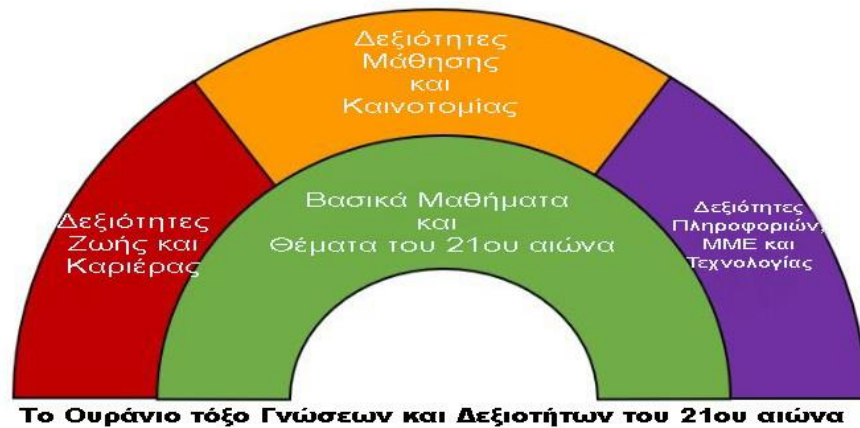 Δεξιότητες
Μάθησης
και
Καινοτομίας
Βασικά Μαθήματα
και
Θέματα του 21ου αιώνα
Δεξιότητες
Ζωής και
Καριέρας
Δεξιότητες
Πληροφοριών,
ΜΜΕ και
Τεχνολογίας
Το Ουράνιο τόξο Γνώσεων και Δεξιοτήτων του 21ου αιώνα